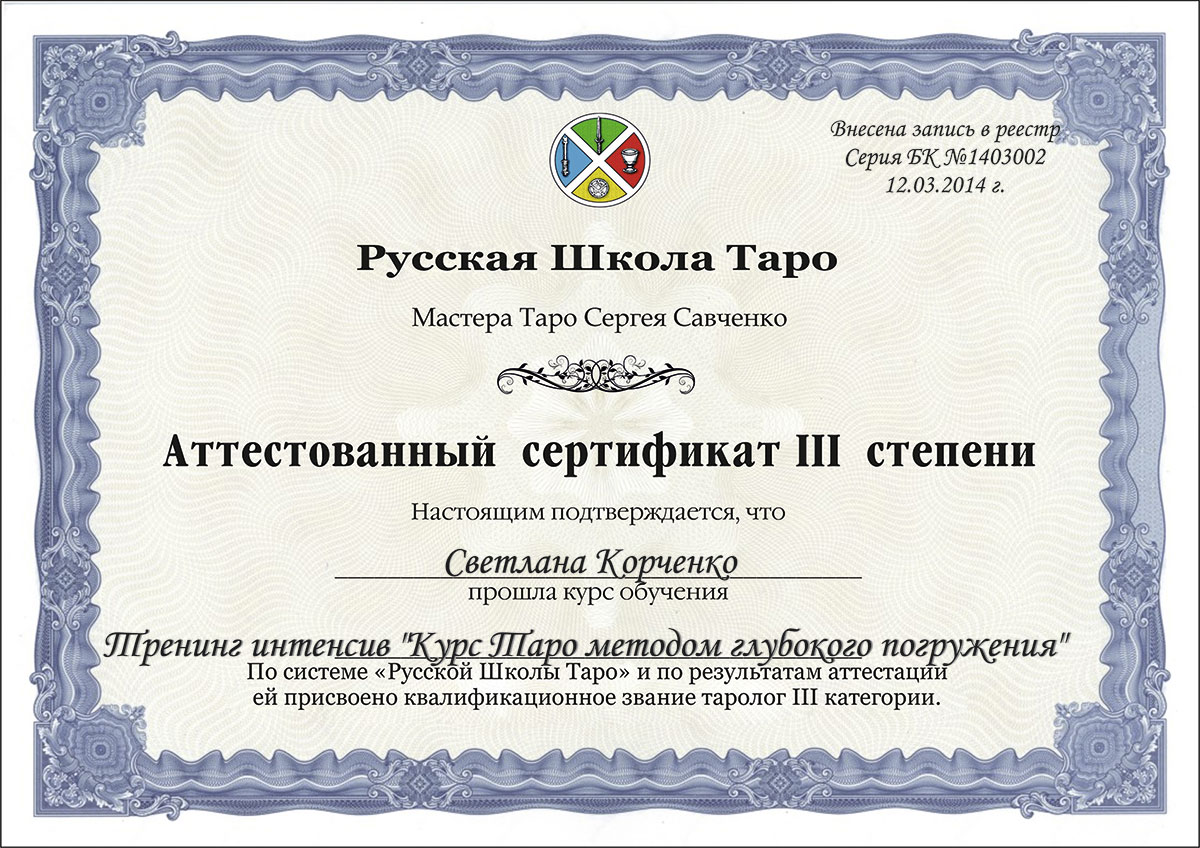 Внесена запись в реестр
Серия БК №1403002
12.03.2014 г.
Русская Школа Таро
Мастера Таро Сергея Савченко
Аттестованный сертификат III степени
Настоящим подтверждается, что
Светлана Корченко
прошла курс обучения
Тренинг интенсив "Курс Таро методом глубокого погружения"
По системе «Русской Школы Таро» и по результатам аттестации
ей присвоено квалификационное звание таролог III категории.